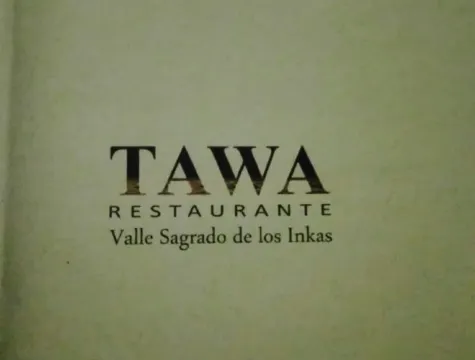 TAWA
RESTAURANTE
Valle Sagrado de los Inkas